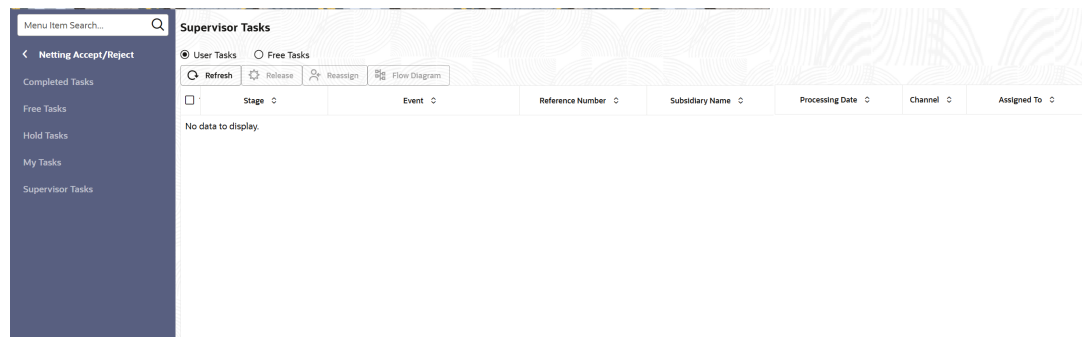 Menu Item Search...
Netting Accept/Reject
Completed Tasks
Free Tasks
Hold Tasks
My Tasks
Supervisor Tasks
Supervisor Tasks
User Tasks Free Tasks
Refresh Release Reassign Flow Diagram
Stage Event Reference Number Subsidiary Name Processing Date Channel Assigned To
No data to display.